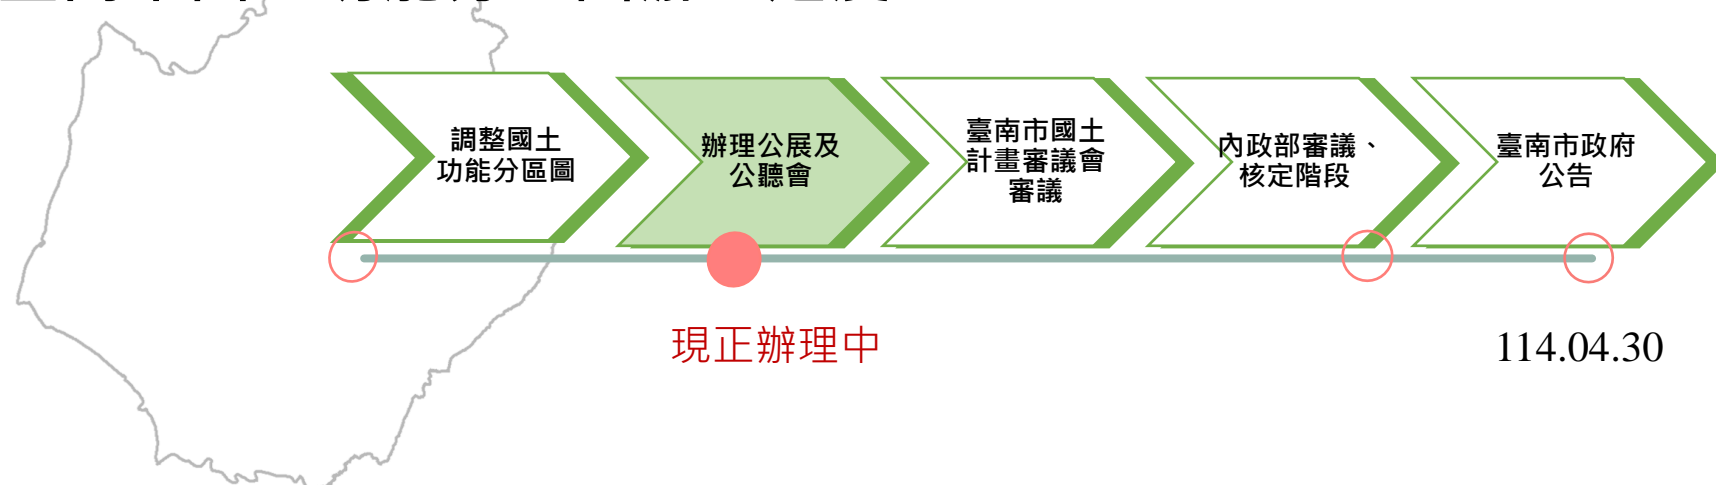 調整國土
功能分區圖
辦理公展及
公聽會
臺南市國土
計畫審議會
審議
內政部審議、
核定階段
臺南市政府
公告
現正辦理中
114.04.30